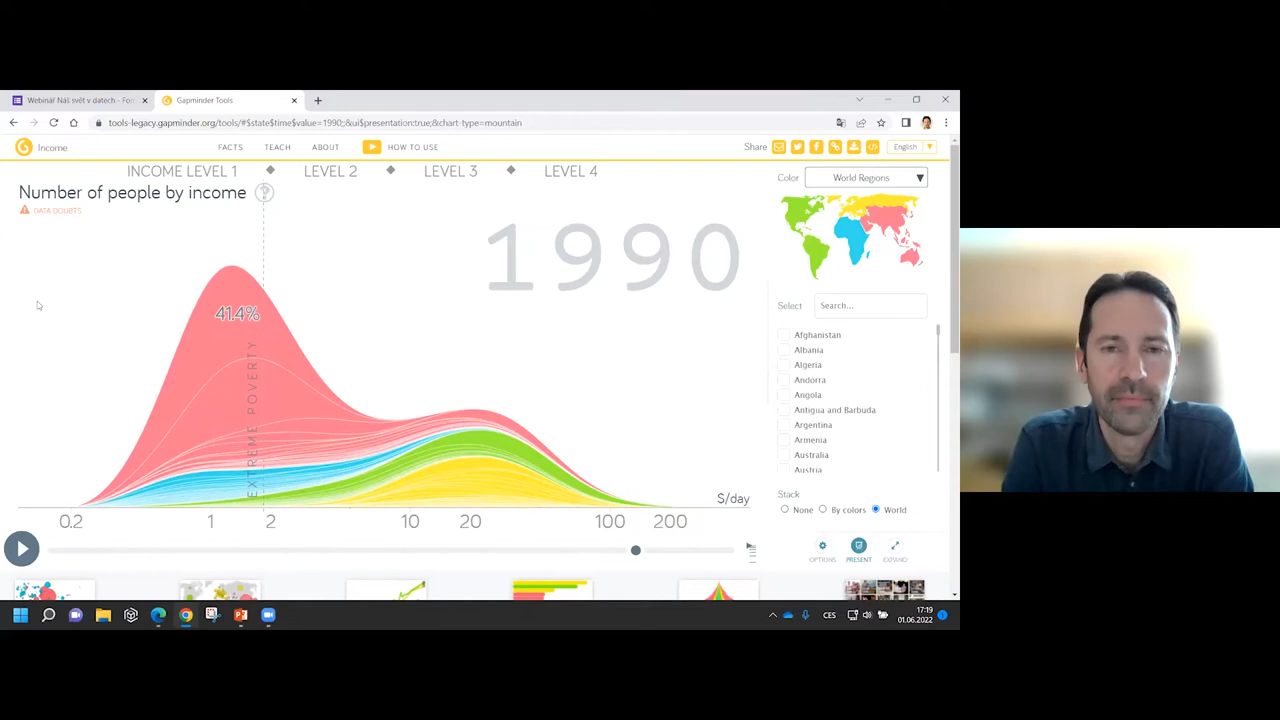 Webinář Náš svět v datech - For
Gapminder Tools
tools-legacy.gapminder.org/tools/#$state$time$value=1990;;&ui$presentation:true;&chart-type=mountain
Income
FACTS
TEACH
ABOUT
HOW TO USE
Share
English
INCOME LEVEL 1
LEVEL 2
LEVEL 3
LEVEL 4
Number of people by income
?
DATA DOUBTS
1990
41.4%
EXTREME POVERTY
$/day
0.2
1
2
10
20
100
200
Color
World Regions
Select
Search...
Afghanistan
Albania
Algeria
Andorra
Angola
Antigua and Barbuda
Argentina
Armenia
Australia
Austria
Stack
None
By colors
World
OPTIONS
PRESENT
EXPAND
CES
17:19
01.06.2022